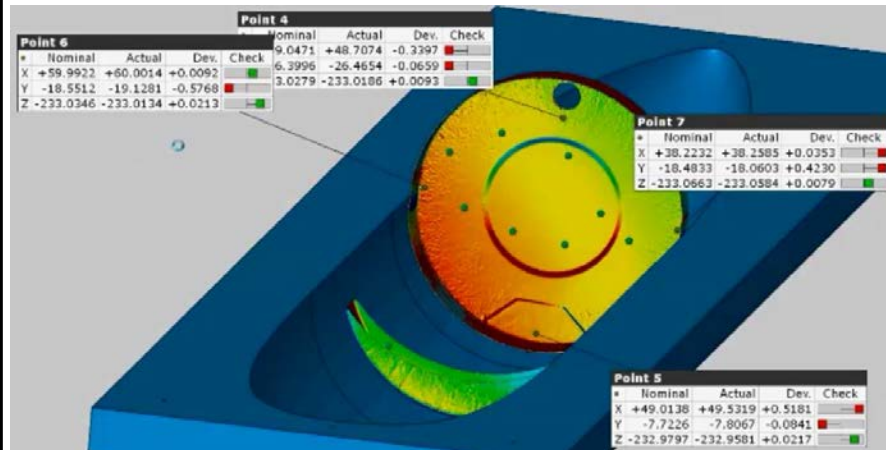 Point 4
Nominal Actual Dev. Check
9.0471 +48.7074 -0.3397
6.3996 -26.4654 -0.0659
3.0279 -233.0186 +0.0093
Point 6
Nominal Actual Dev. Check
X +59.9922 +60.0014 +0.0092
Y -18.5512 -19.1281 -0.5768
Z -233.0346 -233.0134 +0.0213
Point 7
Nominal Actual Dev. Check
X +38.2232 +38.2585 +0.0353
Y -18.4833 -18.0603 +0.4230
Z -233.0663 -233.0584 +0.0079
Point 5
Nominal Actual Dev. Check
X +49.0138 +49.5319 +0.5181
Y -7.7226 -7.8067 -0.0841
Z -232.9797 -232.9581 +0.0217